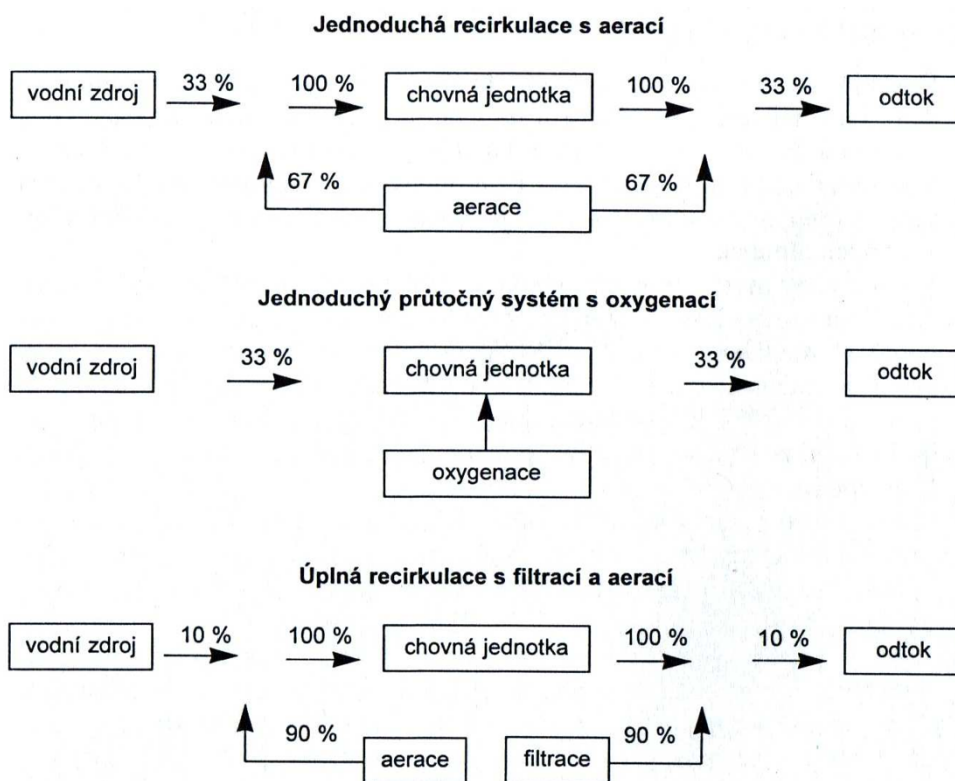 Jednoduchá recirkulace s aerací
vodní zdroj 33 % 100 % chovná jednotka 100 % 33 % odtok
67 % aerace 67 %
Jednoduchý průtočný systém s oxygenací
vodní zdroj 33 % chovná jednotka 33 % odtok
oxygenace
Úplná recirkulace s filtrací a aerací
vodní zdroj 10 % 100 % chovná jednotka 100 % 10 % odtok
90 % aerace filtrace 90 %